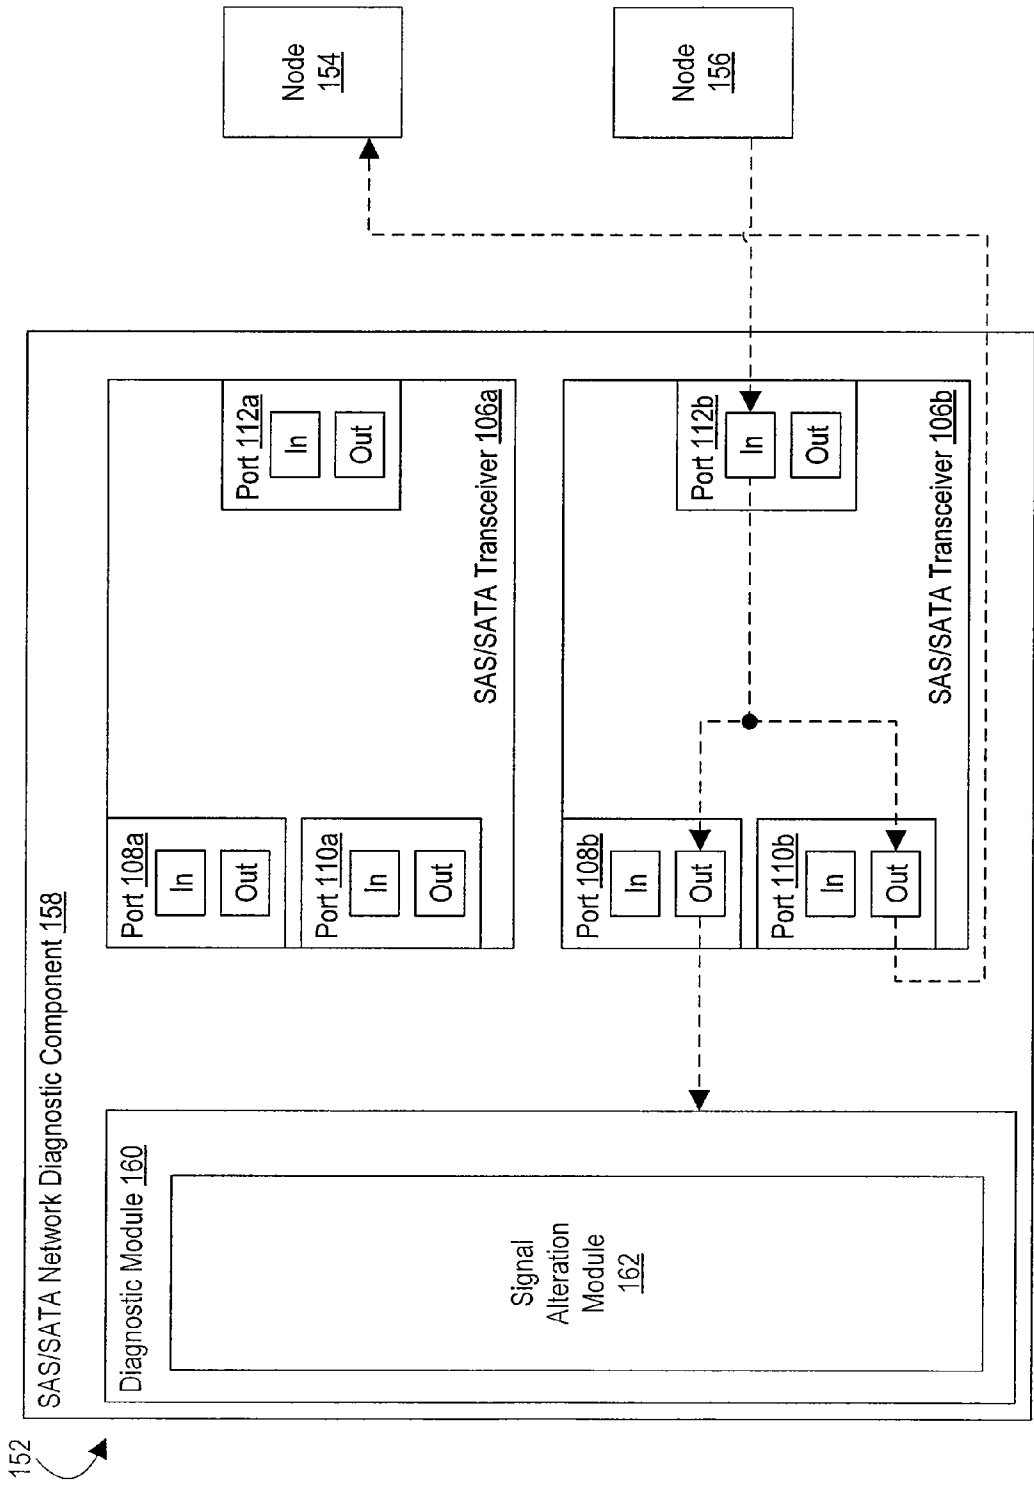 152
SAS/SATA Network Diagnostic Component 158
Diagnostic Module 160
Signal
Alteration
Module
162
Port 108a
In
Out
Port 110a
In
Out
Port 112a
In
Out
SAS/SATA Transceiver 106a
Port 108b
In
Out
Port 110b
In
Out
Port 112b
In
Out
SAS/SATA Transceiver 106b
Node
154
Node
156